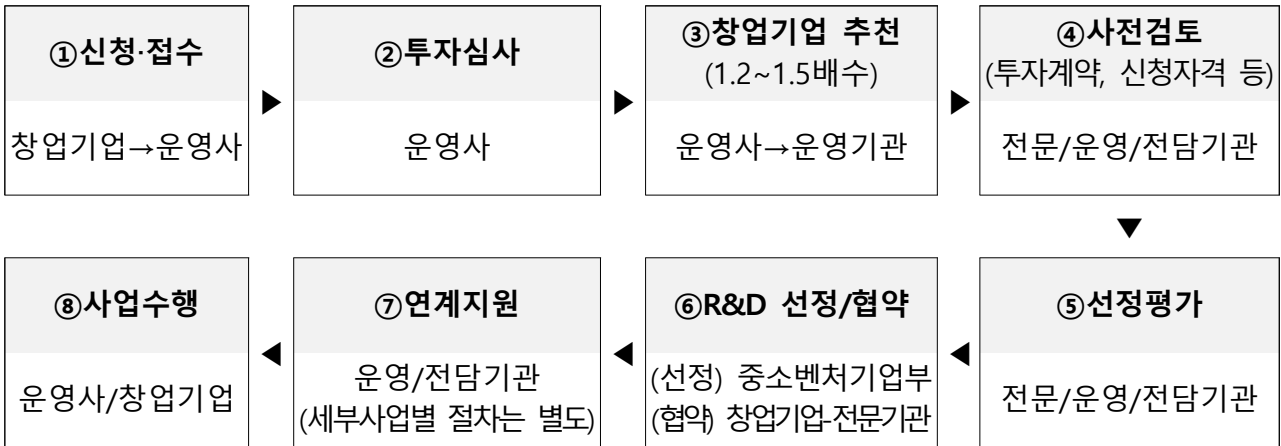 ①신청·접수
창업기업→운영사
▶
②투자심사
운영사
▶
③창업기업 추천
(1.2~1.5배수)
운영사→운영기관
▶
④사전검토
(투자계약, 신청자격 등)
전문/운영/전담기관
▼
⑤선정평가
전문/운영/전담기관
◀
⑥R&D 선정/협약
(선정) 중소벤처기업부
(협약) 창업기업-전문기관
◀
⑦연계지원
운영/전담기관
(세부사업별 절차는 별도)
◀
⑧사업수행
운영사/창업기업